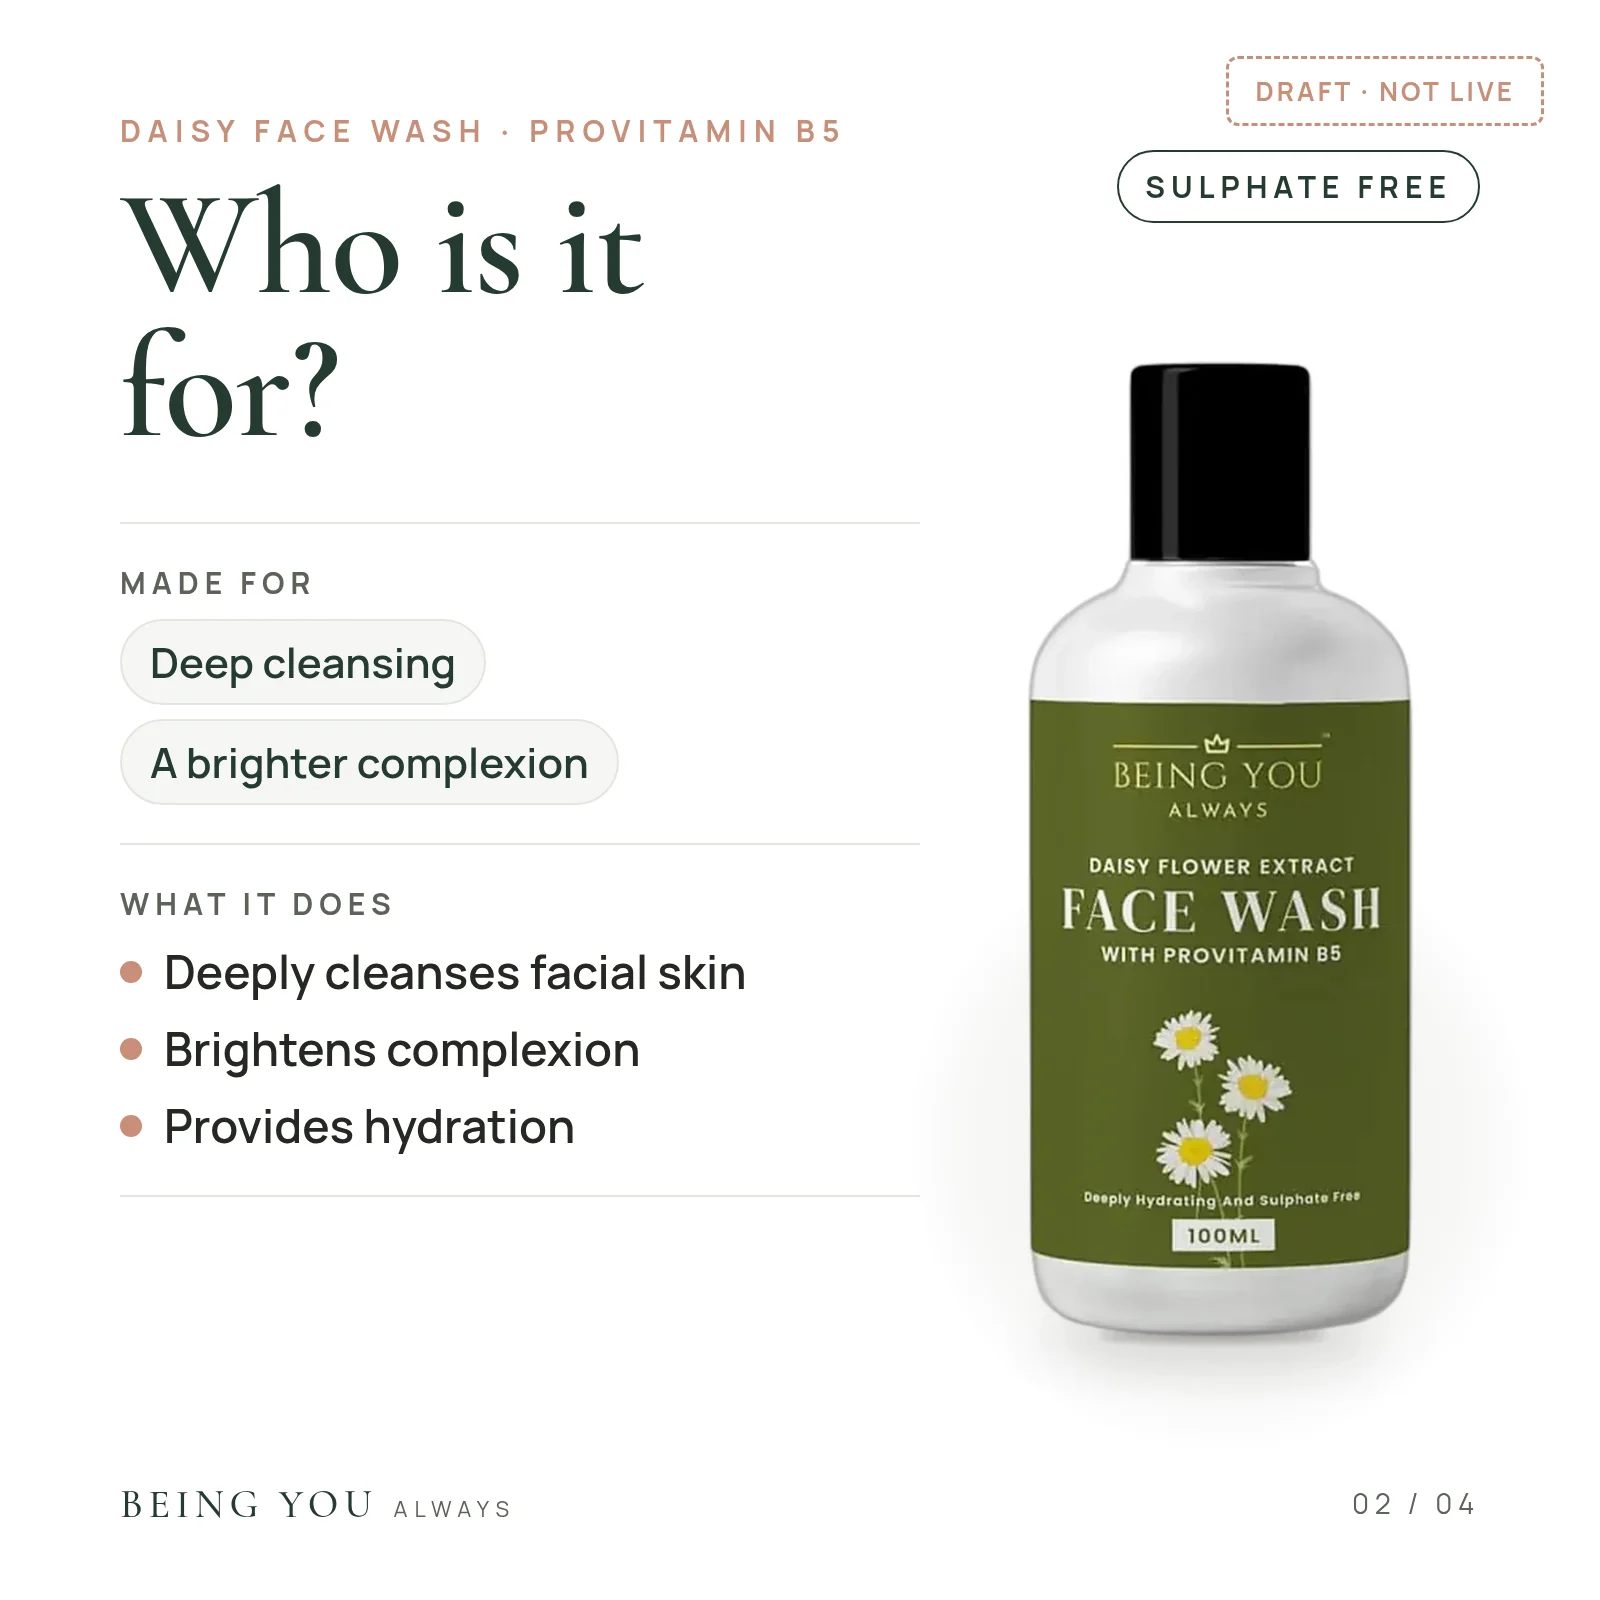 DRAFT · NOT LIVE
DAISY FACE WASH · PROVITAMIN B5
SULPHATE FREE
Who is it
for?
MADE FOR
Deep cleansing
A brighter complexion
WHAT IT DOES
Deeply cleanses facial skin
Brightens complexion
Provides hydration
BEING YOU
ALWAYS
DAISY FLOWER EXTRACT
FACE WASH
WITH PROVITAMIN B5
Deeply Hydrating And Sulphate Free
100ML
BEING YOU ALWAYS
02 / 04